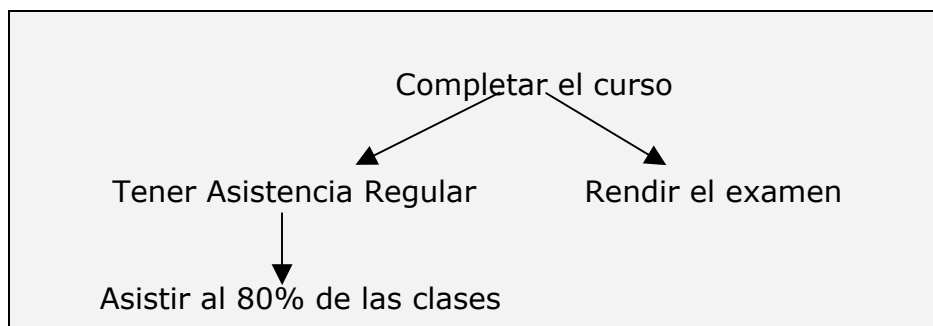 Completar el curso
Tener Asistencia Regular
Rendir el examen
Asistir al 80% de las clases